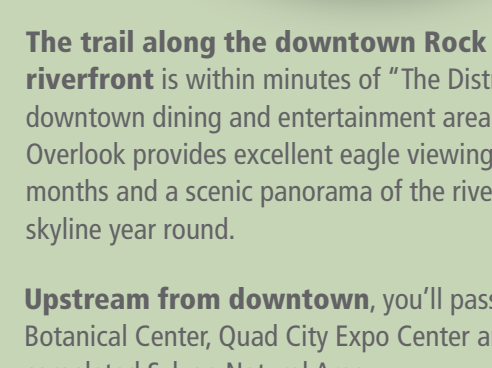 The trail along the downtown Rock
riverfront is within minutes of “The Distr
downtown dining and entertainment area
Overlook provides excellent eagle viewing
months and a scenic panorama of the rive
skyline year round.
Upstream from downtown, you’ll pass
Botanical Center, Quad City Expo Center a